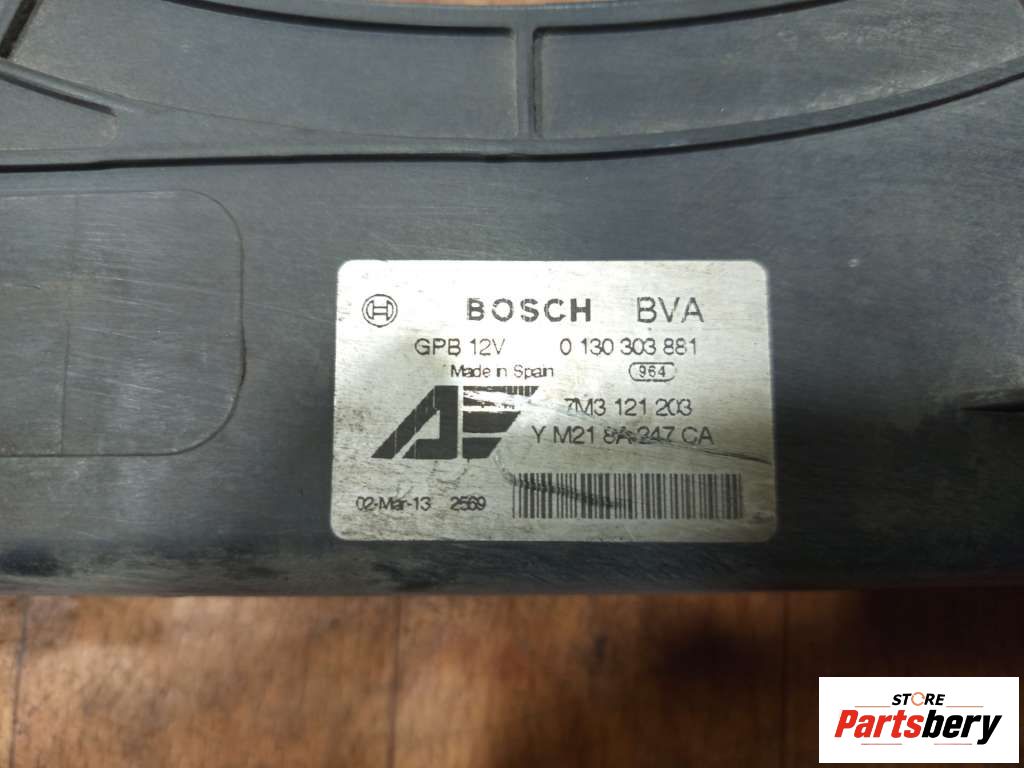 BOSCH BVA
GPB 12V 0 130 303 881
Made in Spain 964
7M3 121 203
YM21 8A 247 CA
02-Mar-13 2569
STORE
Partsbery